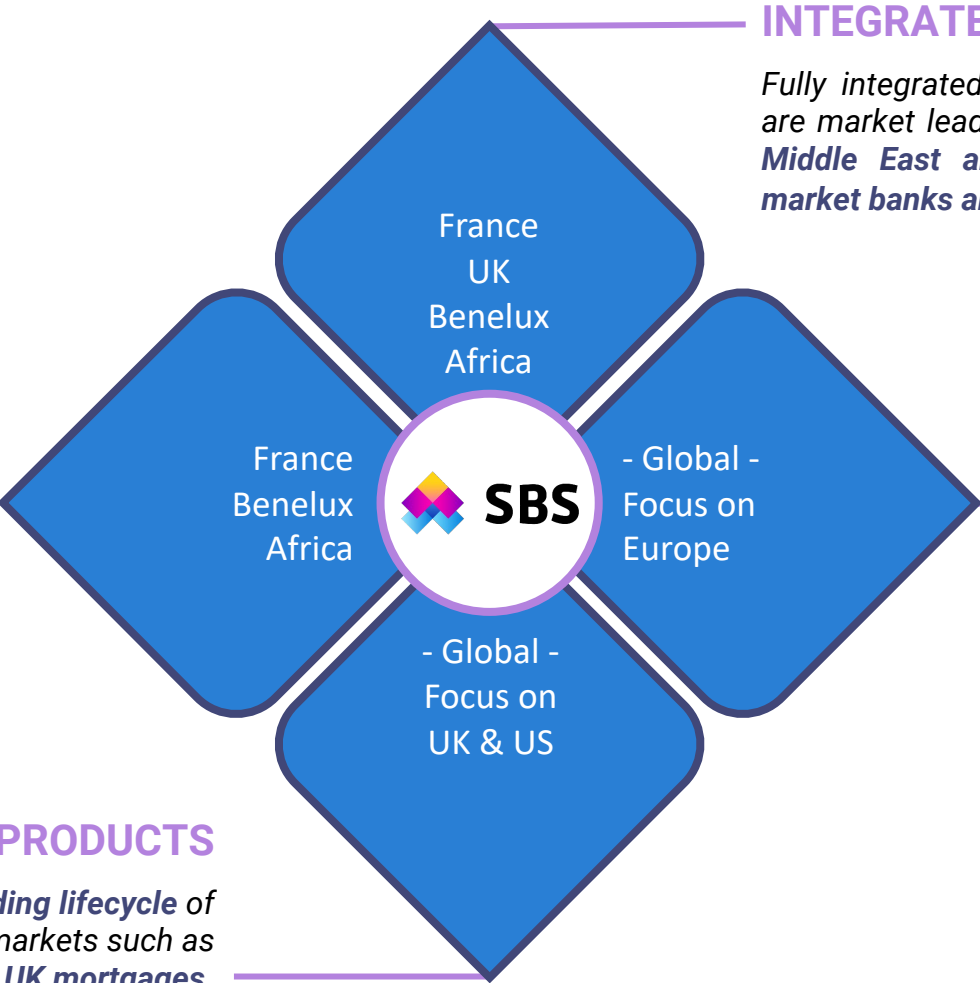 INTEGRATE
Fully integrated
are market lead
Middle East a
market banks a
France
UK
Benelux
Africa
France
Benelux
Africa
SBS
- Global -
Focus on
Europe
- Global -
Focus on
UK & US
PRODUCTS
ding lifecycle of
markets such as
UK mortgages.